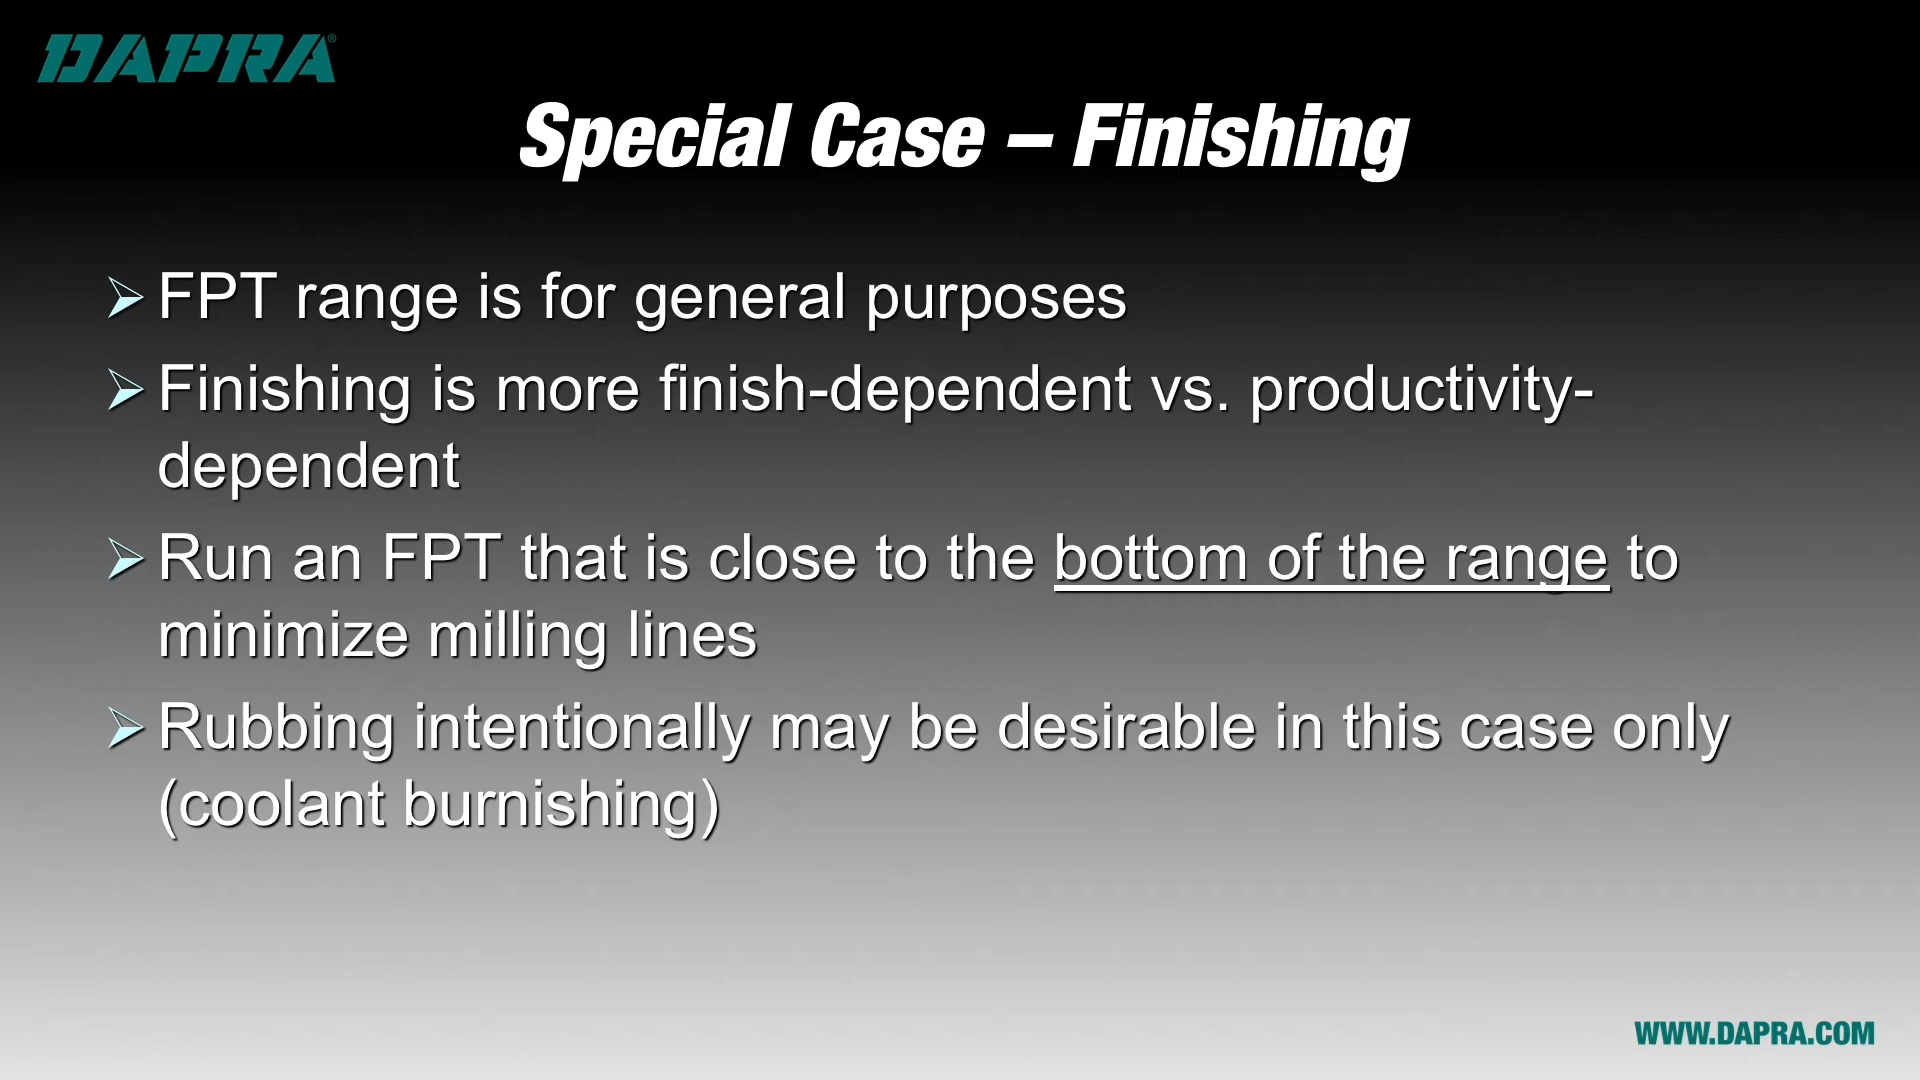 DAPRA®
Special Case – Finishing
FPT range is for general purposes
Finishing is more finish-dependent vs. productivity-
dependent
Run an FPT that is close to the bottom of the range to
minimize milling lines
Rubbing intentionally may be desirable in this case only
(coolant burnishing)
WWW.DAPRA.COM